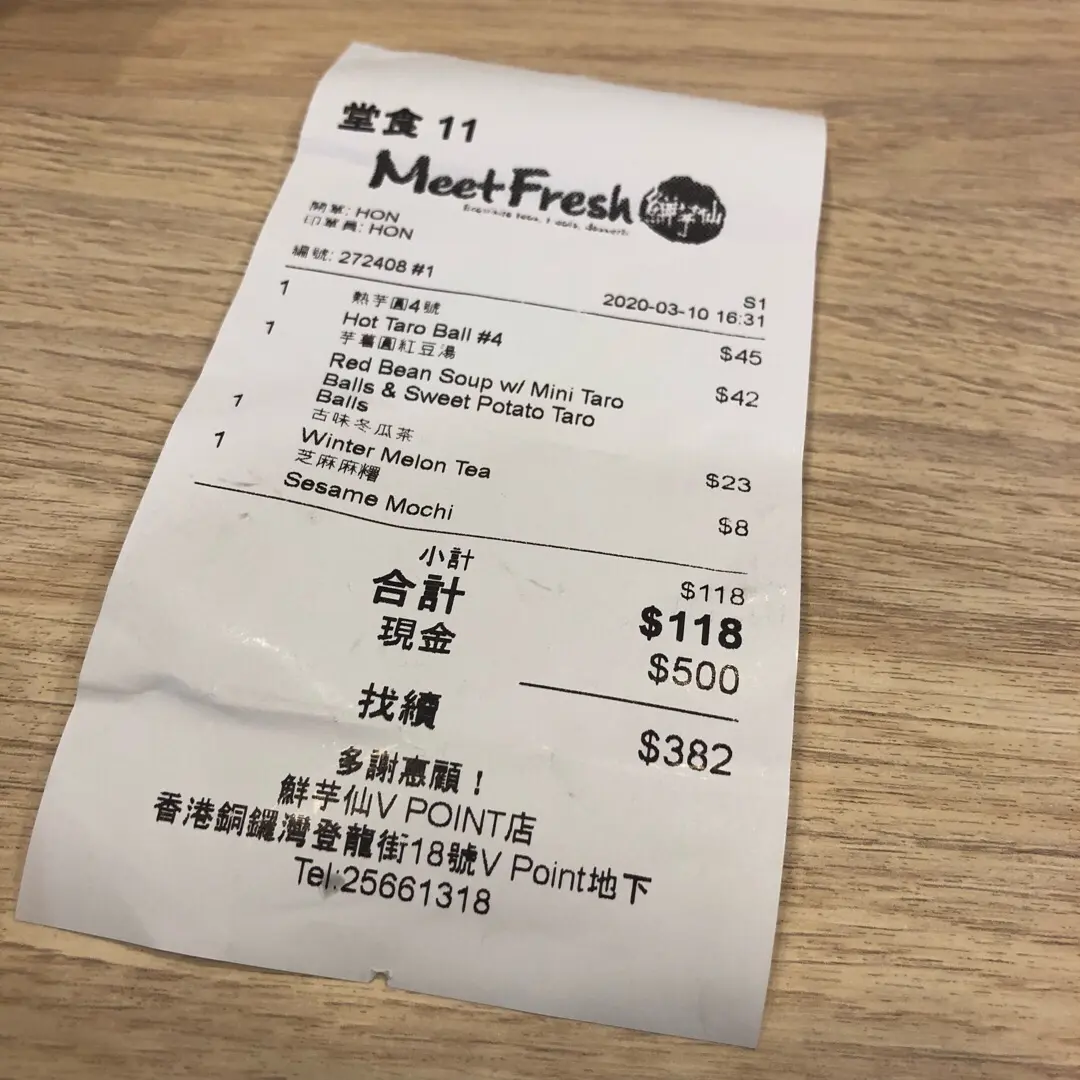 堂食 11
MeetFresh 鮮芋仙
開單: HON
印單員: HON
編號: 272408 #1
S1
2020-03-10 16:31
1 熱芋圓4號
Hot Taro Ball #4 $45
1 芋薯圓紅豆湯
Red Bean Soup w/ Mini Taro $42
Balls & Sweet Potato Taro
Balls
1 古味冬瓜茶
Winter Melon Tea $23
1 芝麻麻糬
Sesame Mochi $8
小計 $118
合計 $118
現金 $500
找續 $382
多謝惠顧！
鮮芋仙V POINT店
香港銅鑼灣登龍街18號V Point地下
Tel:25661318